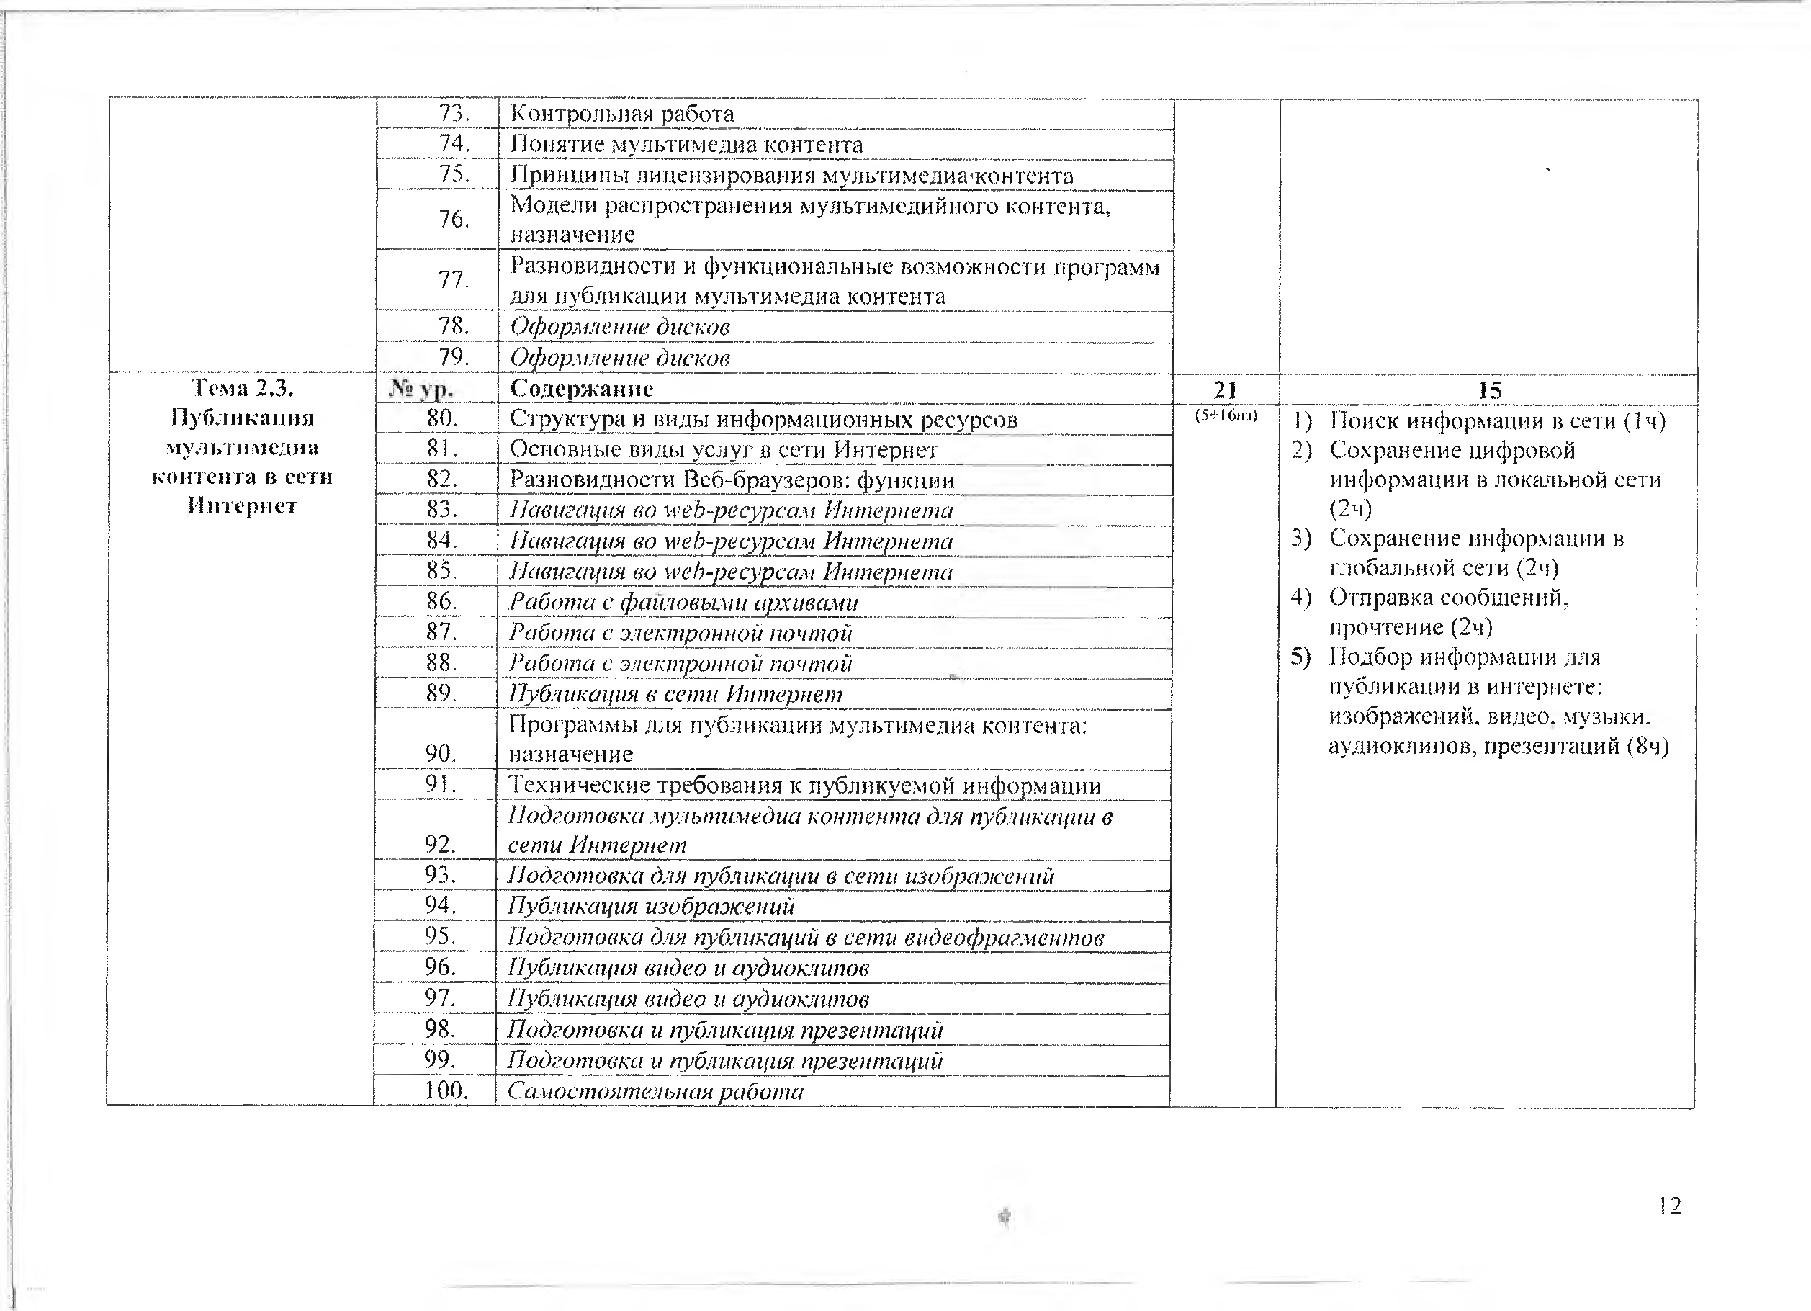 73. Контрольная работа
74. Понятие мультимедиа контента
75. Принципы лицензирования мультимедиа контента
76. Модели распространения мультимедийного контента,
назначение
77. Разновидности и функциональные возможности программ
для публикации мультимедиа контента
78. Оформление дисков
79. Оформление дисков
Тема 2.3.
Публикация
мультимедиа
контента в сети
Интернет
№ ур. Содержание 21 15
80. Структура и виды информационных ресурсов (5+16пз)
81. Основные виды услуг в сети Интернет
82. Разновидности Веб-браузеров: функции
83. Навигация во web-ресурсам Интернета
84. Навигация во web-ресурсам Интернета
85. Навигация во web-ресурсам Интернета
86. Работа с файловыми архивами
87. Работа с электронной почтой
88. Работа с электронной почтой
89. Публикация в сети Интернет
90. Программы для публикации мультимедиа контента:
назначение
91. Технические требования к публикуемой информации
92. Подготовка мультимедиа контента для публикации в
сети Интернет
93. Подготовка для публикации в сети изображений
94. Публикация изображений
95. Подготовка для публикаций в сети видеофрагментов
96. Публикация видео и аудиоклипов
97. Публикация видео и аудиоклипов
98. Подготовка и публикация презентаций
99. Подготовка и публикация презентаций
100. Самостоятельная работа
1) Поиск информации в сети (1ч)
2) Сохранение цифровой
информации в локальной сети
(2ч)
3) Сохранение информации в
глобальной сети (2ч)
4) Отправка сообщений,
прочтение (2ч)
5) Подбор информации для
публикации в интернете:
изображений, видео, музыки,
аудиоклипов, презентаций (8ч)
12